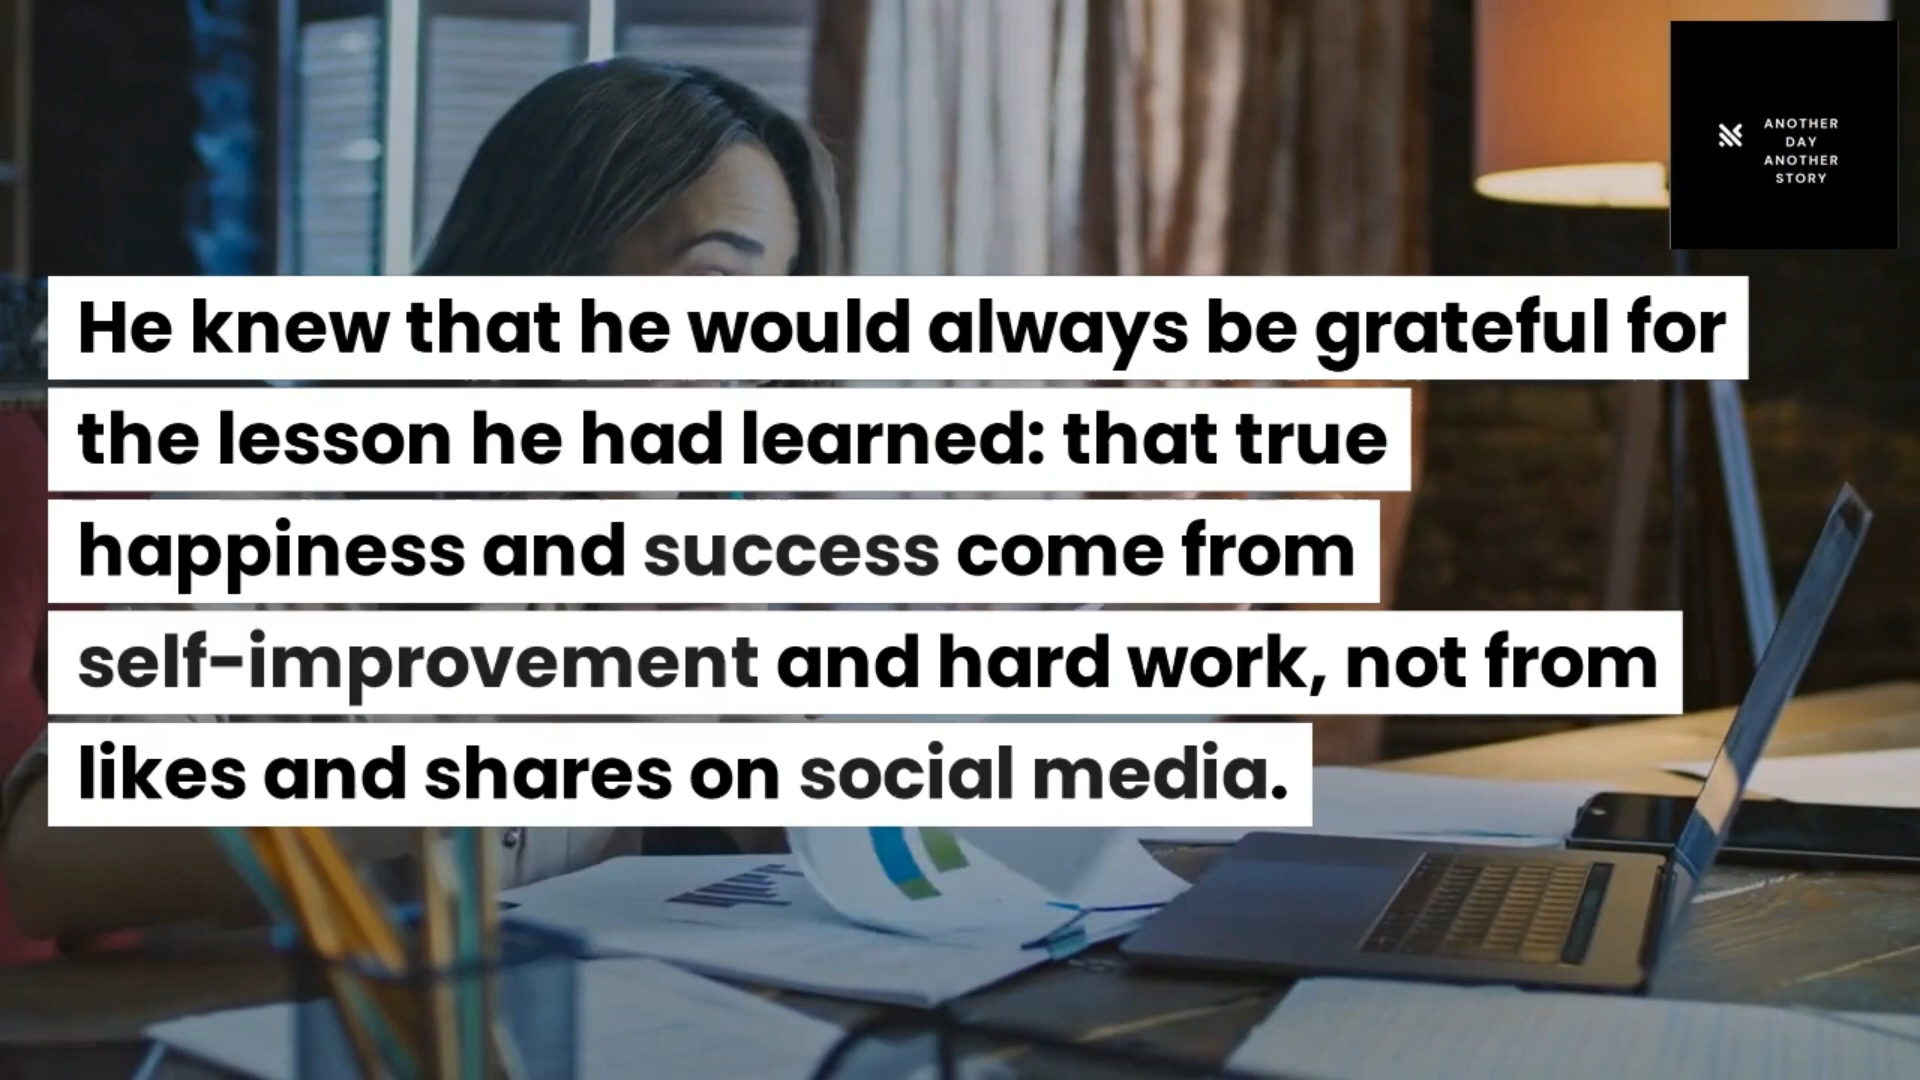 ANOTHER
DAY
ANOTHER
STORY
He knew that he would always be grateful for
the lesson he had learned: that true
happiness and success come from
self-improvement and hard work, not from
likes and shares on social media.